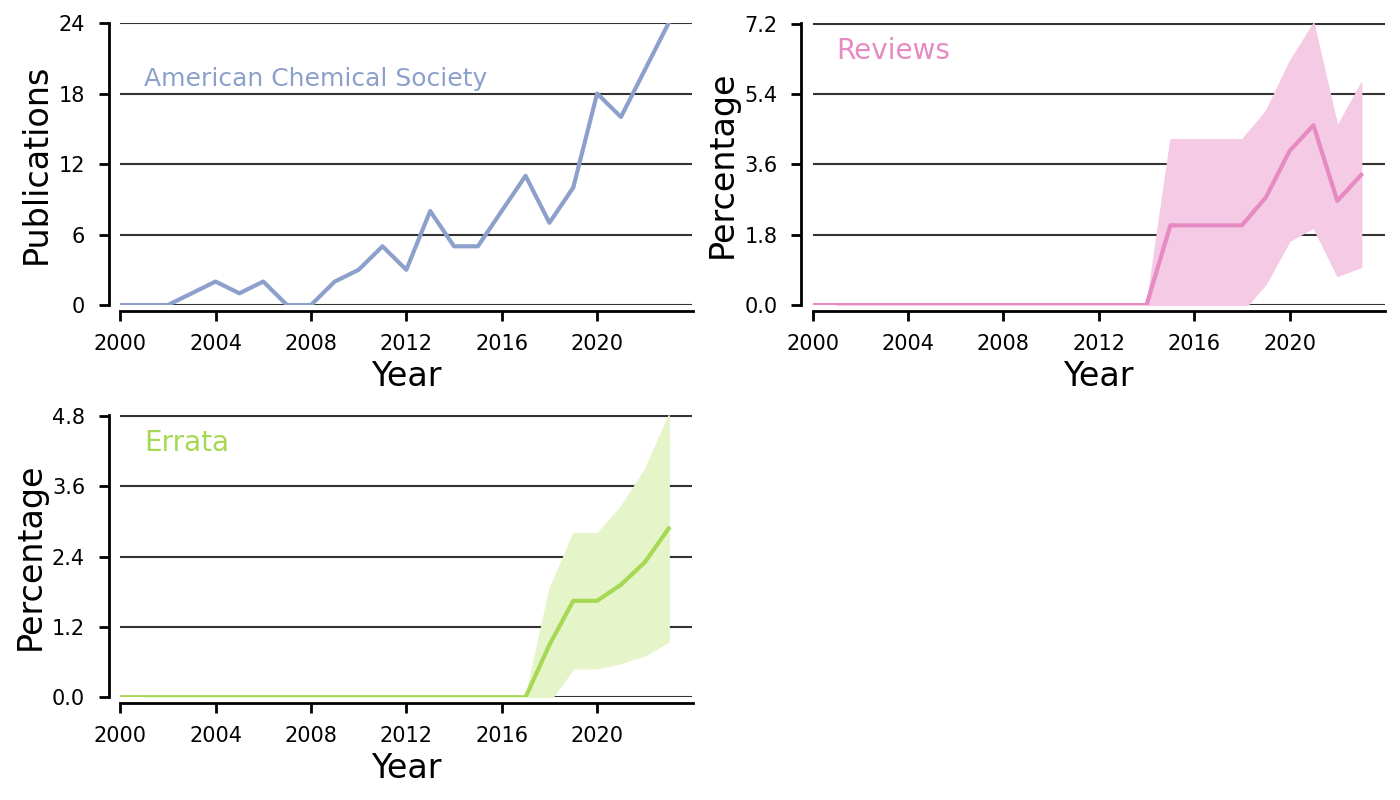 24
18
12
6
0
Publications
American Chemical Society
2000 2004 2008 2012 2016 2020
Year
7.2
5.4
3.6
1.8
0.0
Percentage
Reviews
2000 2004 2008 2012 2016 2020
Year
4.8
3.6
2.4
1.2
0.0
Percentage
Errata
2000 2004 2008 2012 2016 2020
Year